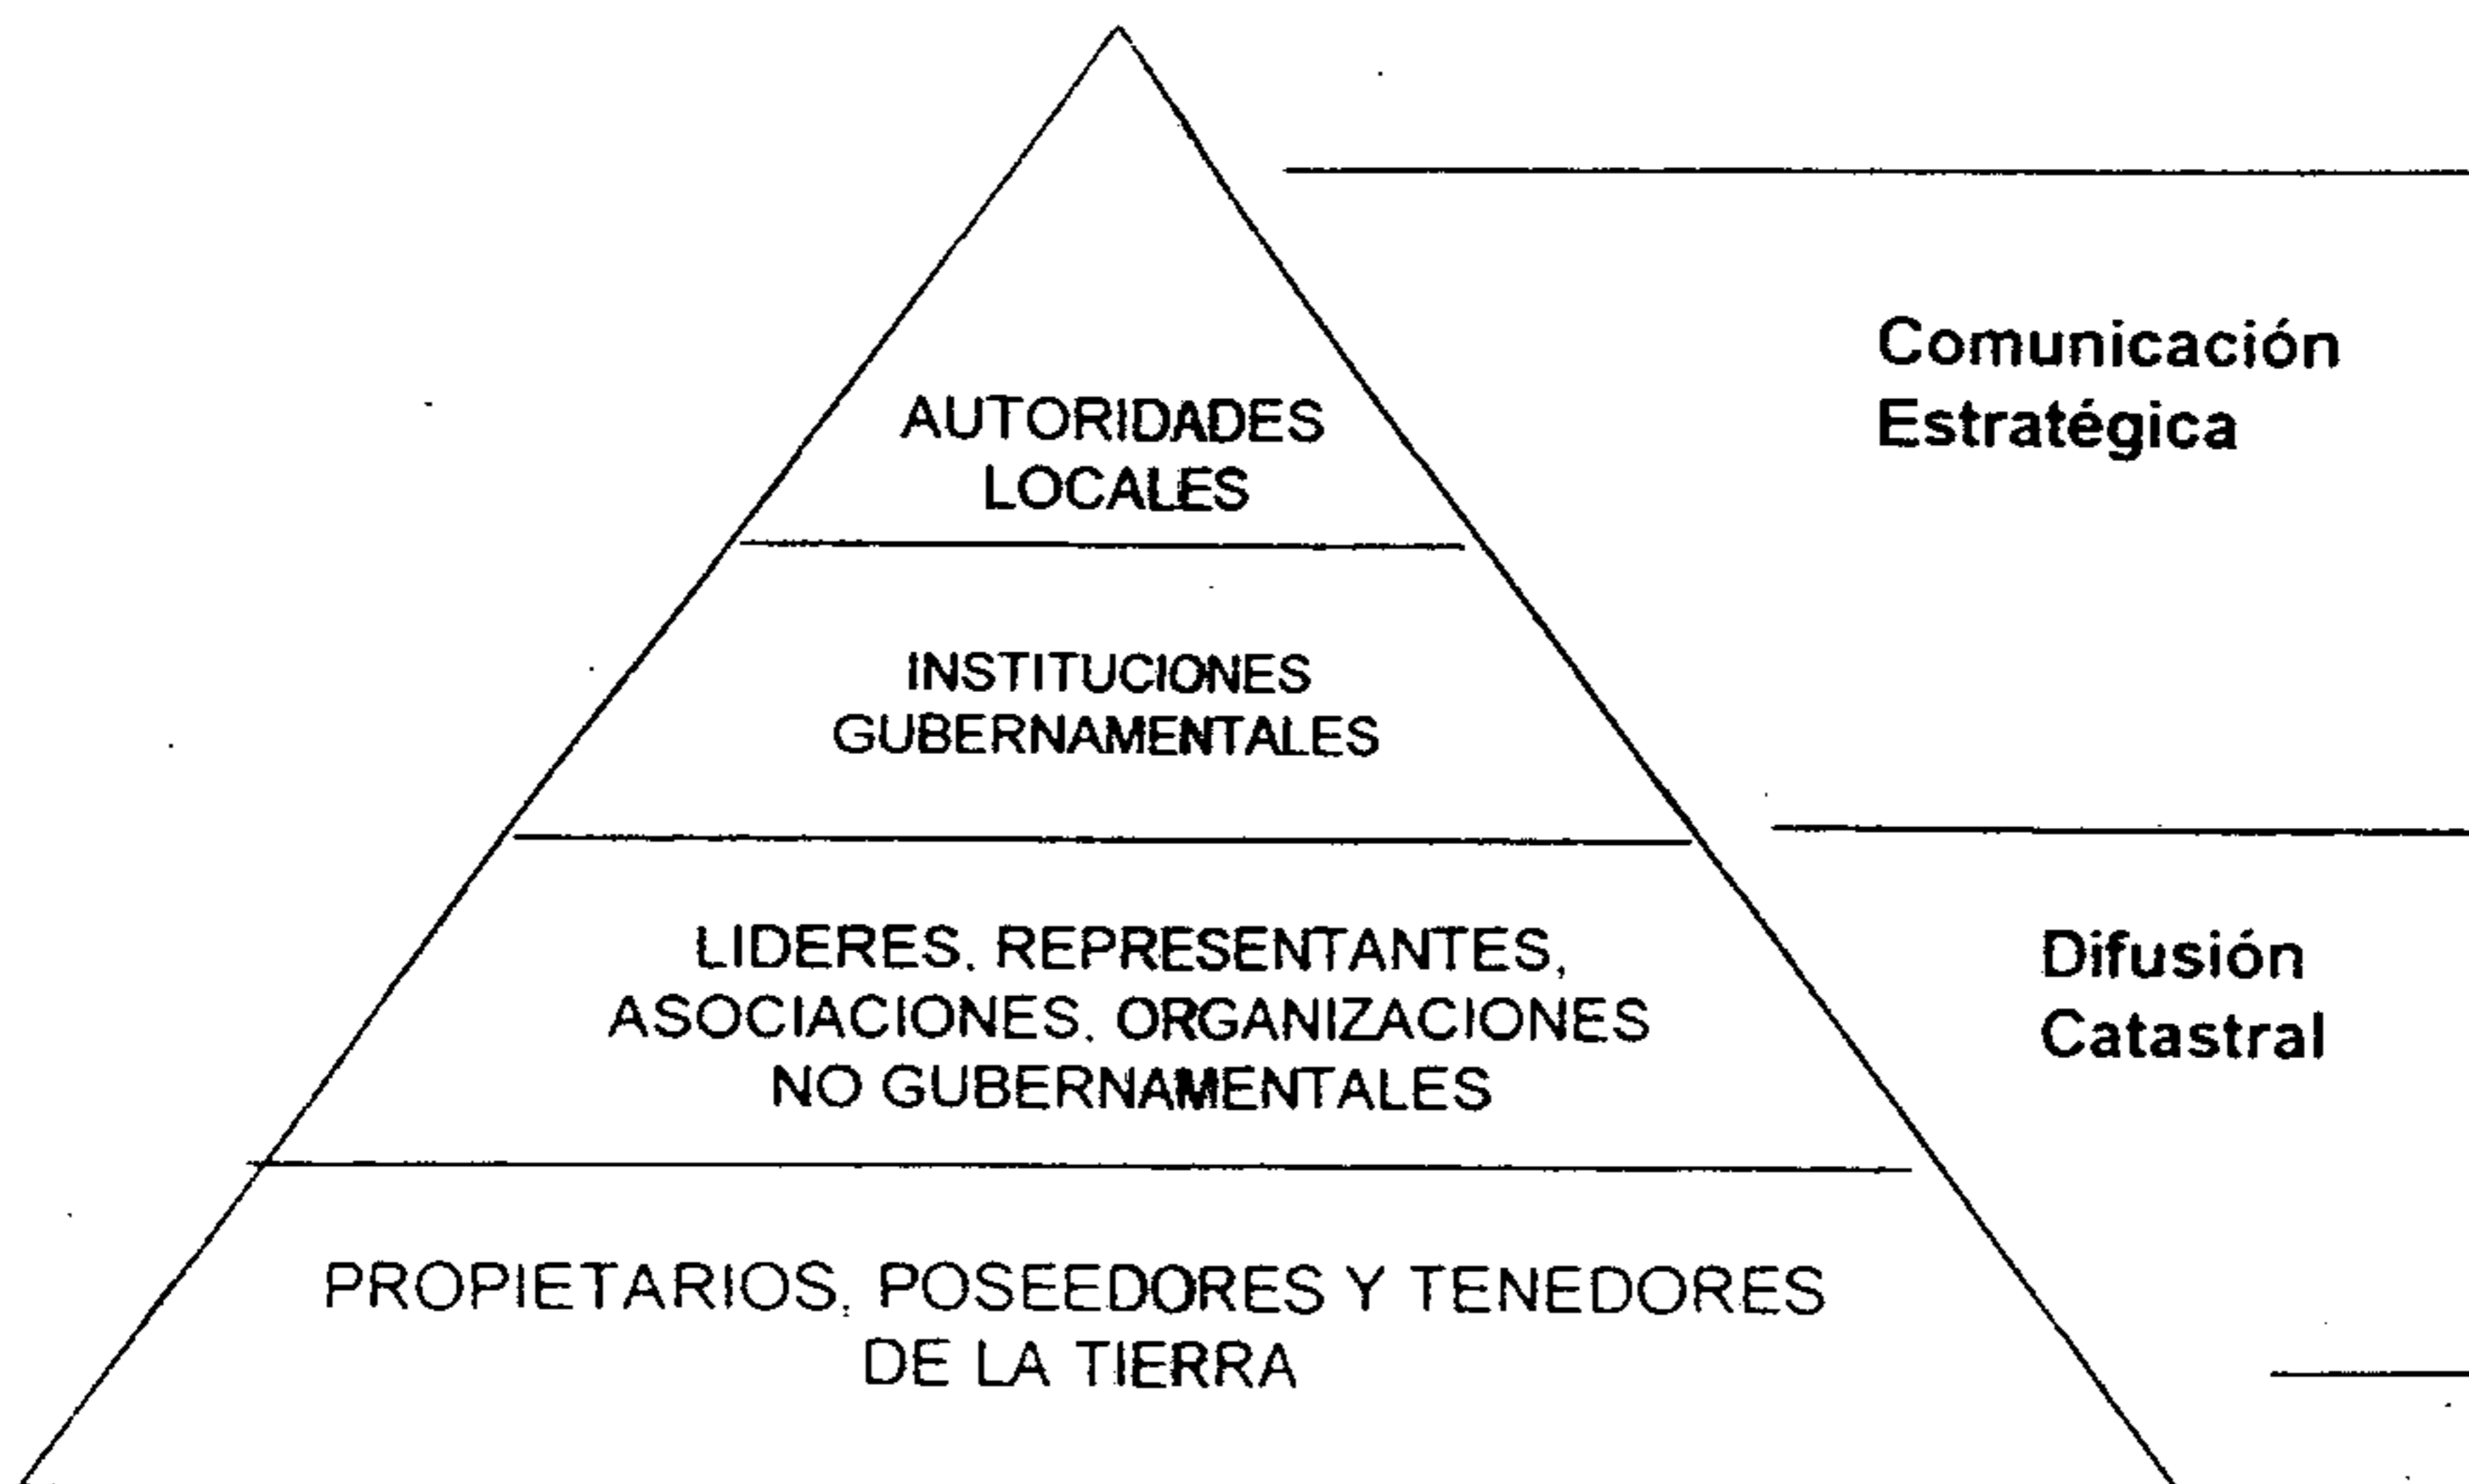 AUTORIDADES
LOCALES
Comunicación
Estratégica
INSTITUCIONES
GUBERNAMENTALES
LIDERES, REPRESENTANTES,
ASOCIACIONES, ORGANIZACIONES
NO GUBERNAMENTALES
Difusión
Catastral
PROPIETARIOS, POSEEDORES Y TENEDORES
DE LA TIERRA